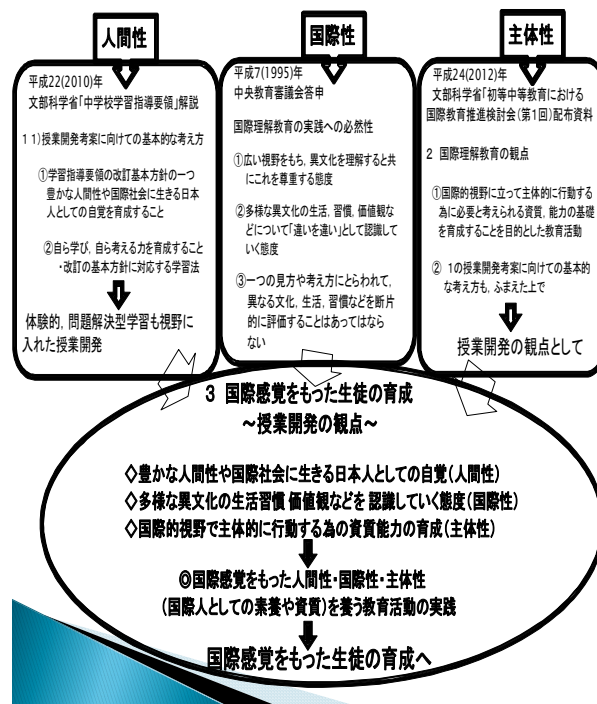 人間性
平成22(2010)年
文部科学省「中学校学習指導要領」解説
1 1)授業開発考案に向けての基本的な考え方
①学習指導要領の改訂基本方針の一つ
豊かな人間性や国際社会に生きる日本
人としての自覚を育成すること
②自ら学び, 自ら考える力を育成すること
・改訂の基本方針に対応する学習法
体験的, 問題解決型学習も視野に
入れた授業開発
国際性
平成7(1995)年
中央教育審議会答申
国際理解教育の実践への必然性
①広い視野をもち, 異文化を理解すると共
にこれを尊重する態度
②多様な異文化の生活, 習慣, 価値観な
どについて「違いを違い」として認識して
いく態度
③一つの見方や考え方にとらわれて,
異なる文化, 生活, 習慣などを断片
的に評価することはあってはなら
ない
主体性
平成24(2012)年
文部科学省「初等中等教育における
国際教育推進検討会(第1回)配布資料
2 国際理解教育の観点
①国際的視野に立って主体的に行動する
為に必要と考えられる資質, 能力の基礎
を育成することを目的とした教育活動
② 1の授業開発考案に向けての基本的
な考え方も, ふまえた上で
授業開発の観点として
3 国際感覚をもった生徒の育成
～授業開発の観点～
◇豊かな人間性や国際社会に生きる日本人としての自覚(人間性)
◇多様な異文化の生活習慣 価値観などを 認識していく態度(国際性)
◇国際的視野で主体的に行動する為の資質能力の育成(主体性)
◎国際感覚をもった人間性・国際性・主体性
(国際人としての素養や資質)を養う教育活動の実践
国際感覚をもった生徒の育成へ